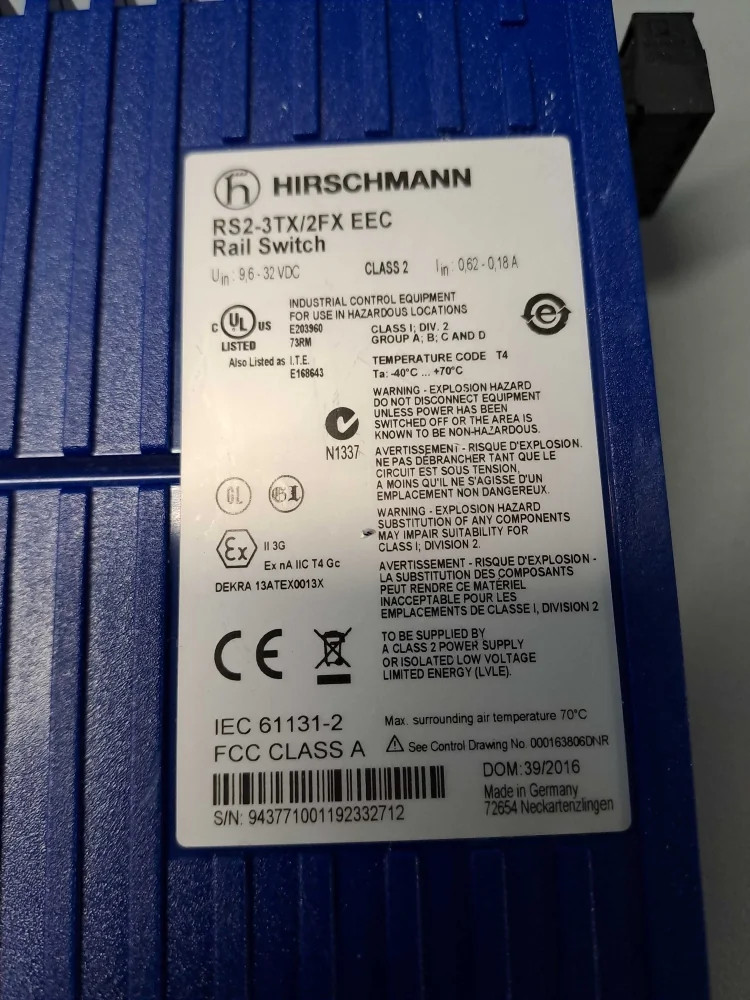 HIRSCHMANN
RS2-3TX/2FX EEC
Rail Switch
Uin : 9,6 - 32 VDC CLASS 2 Iin : 0,62 - 0,18 A
C UL US
LISTED
INDUSTRIAL CONTROL EQUIPMENT
FOR USE IN HAZARDOUS LOCATIONS
E203960 CLASS I; DIV. 2
73RM GROUP A; B; C AND D
Also Listed as I.T.E.
E168643
TEMPERATURE CODE T4
Ta: -40°C ... +70°C
WARNING - EXPLOSION HAZARD
DO NOT DISCONNECT EQUIPMENT
UNLESS POWER HAS BEEN
SWITCHED OFF OR THE AREA IS
KNOWN TO BE NON-HAZARDOUS.
N1337
AVERTISSEMENT - RISQUE D'EXPLOSION.
NE PAS DÉBRANCHER TANT QUE LE
CIRCUIT EST SOUS TENSION,
A MOINS QU'IL NE S'AGISSE D'UN
EMPLACEMENT NON DANGEREUX.
GL GL
WARNING - EXPLOSION HAZARD
SUBSTITUTION OF ANY COMPONENTS
MAY IMPAIR SUITABILITY FOR
CLASS I; DIVISION 2.
Ex II 3G
Ex nA IIC T4 Gc
DEKRA 13ATEX0013X
AVERTISSEMENT - RISQUE D'EXPLOSION -
LA SUBSTITUTION DES COMPOSANTS
PEUT RENDRE CE MATÉRIEL
INACCEPTABLE POUR LES
EMPLACEMENTS DE CLASSE I, DIVISION 2
CE
TO BE SUPPLIED BY
A CLASS 2 POWER SUPPLY
OR ISOLATED LOW VOLTAGE
LIMITED ENERGY (LVLE).
IEC 61131-2
FCC CLASS A
Max. surrounding air temperature 70°C
See Control Drawing No. 000163806DNR
DOM: 39/2016
Made in Germany
72654 Neckartenzlingen
S/N: 943771001192332712